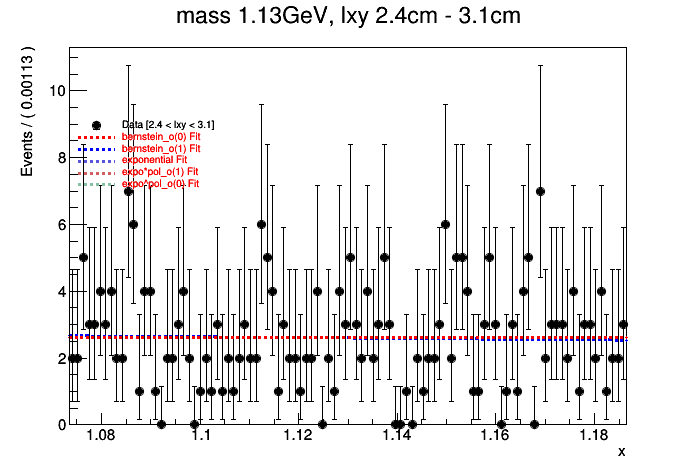 mass 1.13GeV, lxy 2.4cm - 3.1cm
Events / ( 0.00113 )
10
8
6
4
2
0
Data [2.4 < lxy < 3.1]
bernstein_o(0) Fit
bernstein_o(1) Fit
exponential Fit
expo*pol_o(1) Fit
expo^pol_o(0) Fit
1.08 1.1 1.12 1.14 1.16 1.18
x